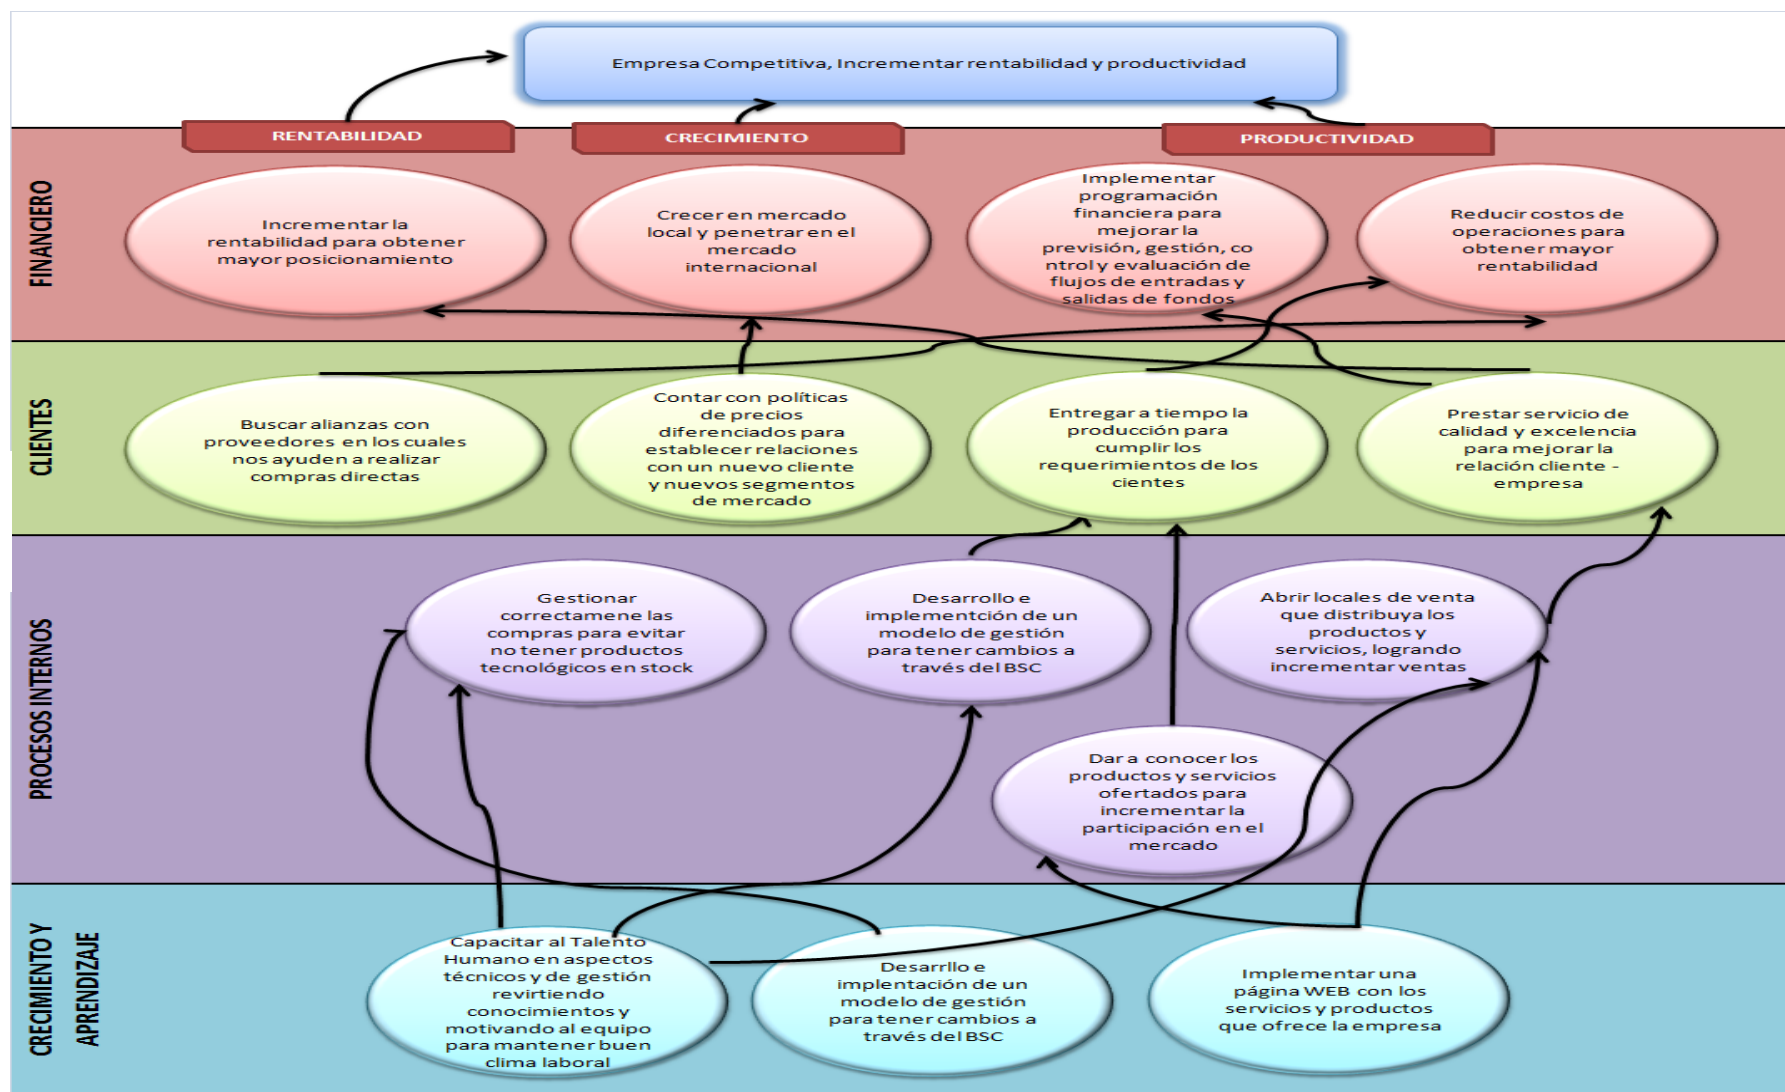 Empresa Competitiva, Incrementar rentabilidad y productividad
RENTABILIDAD
CRECIMIENTO
PRODUCTIVIDAD
FINANCIERO
Incrementar la
rentabilidad para obtener
mayor posicionamiento
Crecer en mercado
local y penetrar en el
mercado
internacional
Implementar
programación
financiera para
mejorar la
previsión, gestión, co
ntrol y evaluación de
flujos de entradas y
salidas de fondos
Reducir costos de
operaciones para
obtener mayor
rentabilidad
CLIENTES
Buscar alianzas con
proveedores en los cuales
nos ayuden a realizar
compras directas
Contar con políticas
de precios
diferenciados para
establecer relaciones
con un nuevo cliente
y nuevos segmentos
de mercado
Entregar a tiempo la
producción para
cumplir los
requerimientos de los
cientes
Prestar servicio de
calidad y excelencia
para mejorar la
relación cliente -
empresa
PROCESOS INTERNOS
Gestionar
correctamene las
compras para evitar
no tener productos
tecnológicos en stock
Desarrollo e
implementción de un
modelo de gestión
para tener cambios a
través del BSC
Abrir locales de venta
que distribuya los
productos y
servicios, logrando
incrementar ventas
Dar a conocer los
productos y servicios
ofertados para
incrementar la
participación en el
mercado
CRECIMIENTO Y
APRENDIZAJE
Capacitar al Talento
Humano en aspectos
técnicos y de gestión
revirtiendo
conocimientos y
motivando al equipo
para mantener buen
clima laboral
Desarrllo e
implentación de un
modelo de gestión
para tener cambios a
través del BSC
Implementar una
página WEB con los
servicios y productos
que ofrece la empresa